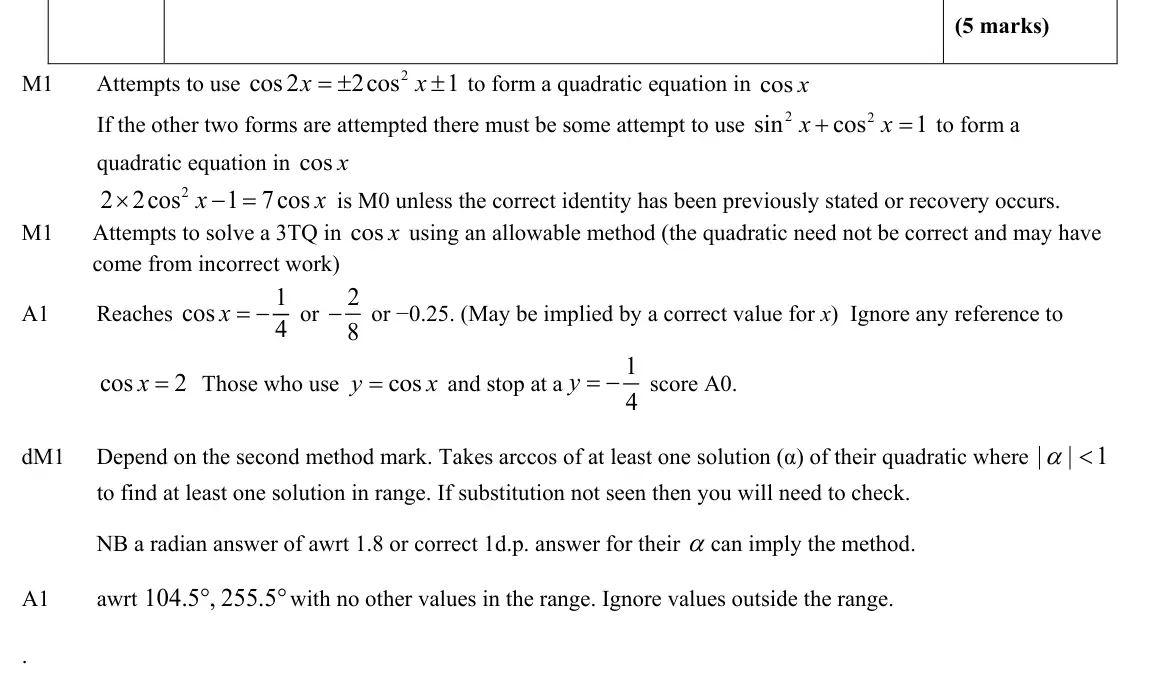 (5 marks)
M1 Attempts to use cos 2x = ±2cos² x ± 1 to form a quadratic equation in cos x
If the other two forms are attempted there must be some attempt to use sin² x + cos² x = 1 to form a
quadratic equation in cos x
2 × 2cos² x − 1 = 7 cos x is M0 unless the correct identity has been previously stated or recovery occurs.
M1 Attempts to solve a 3TQ in cos x using an allowable method (the quadratic need not be correct and may have
come from incorrect work)
A1 Reaches cos x = −1/4 or −2/8 or −0.25. (May be implied by a correct value for x) Ignore any reference to
cos x = 2 Those who use y = cos x and stop at a y = −1/4 score A0.
dM1 Depend on the second method mark. Takes arccos of at least one solution (α) of their quadratic where |α| < 1
to find at least one solution in range. If substitution not seen then you will need to check.
NB a radian answer of awrt 1.8 or correct 1d.p. answer for their α can imply the method.
A1 awrt 104.5°, 255.5° with no other values in the range. Ignore values outside the range.
.